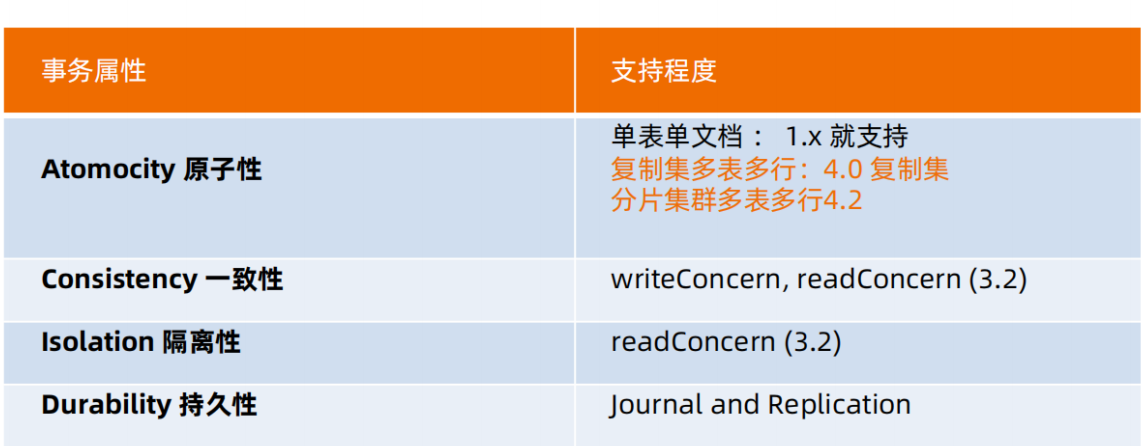 事务属性
支持程度
Atomocity 原子性
单表单文档 ： 1.x 就支持
复制集多表多行：4.0 复制集
分片集群多表多行4.2
Consistency 一致性
writeConcern, readConcern (3.2)
Isolation 隔离性
readConcern (3.2)
Durability 持久性
Journal and Replication